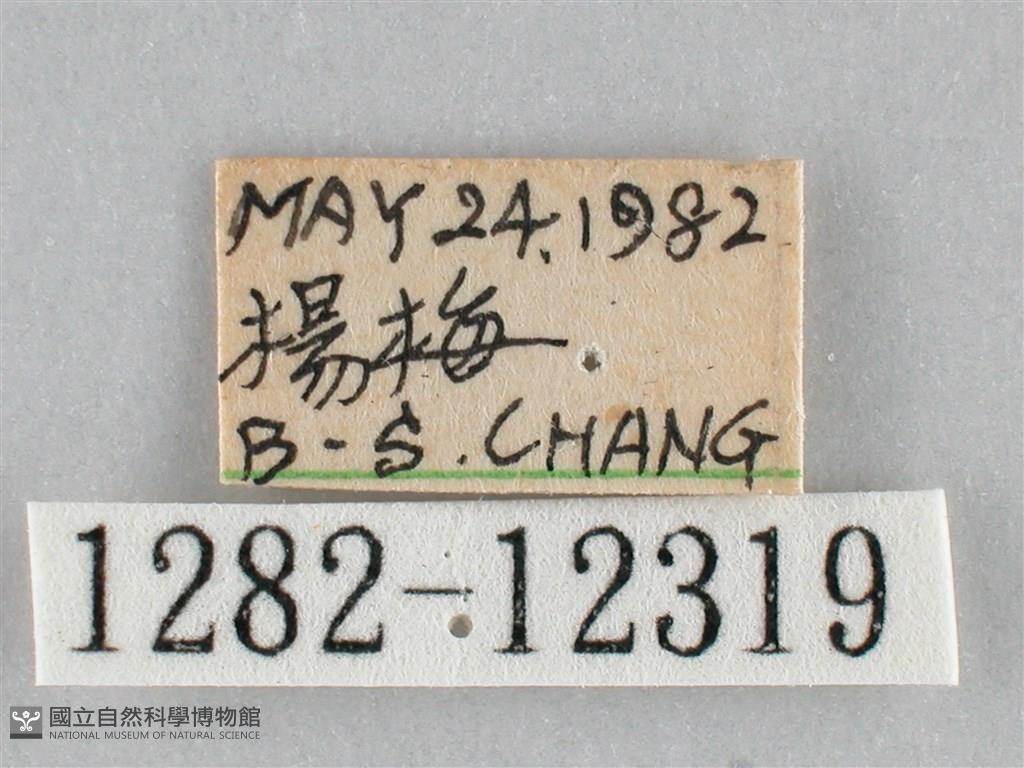 MAY 24.1982
楊梅
B-S.CHANG
1282-12319
國立自然科學博物館
NATIONAL MUSEUM OF NATURAL SCIENCE